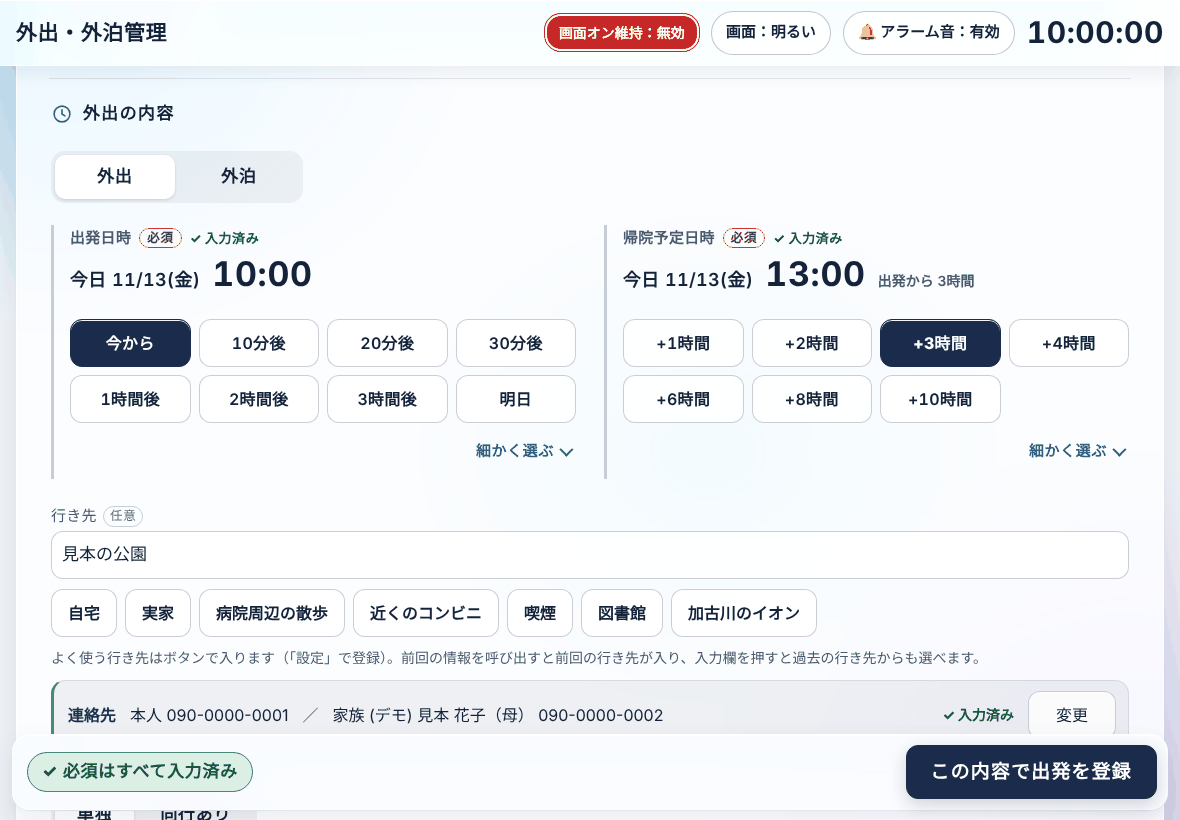 外出・外泊管理
画面オン維持：無効
画面：明るい
アラーム音：有効
10:00:00
外出の内容
外出 外泊
出発日時 必須 入力済み
今日 11/13(金) 10:00
今から 10分後 20分後 30分後
1時間後 2時間後 3時間後 明日
細かく選ぶ
帰院予定日時 必須 入力済み
今日 11/13(金) 13:00 出発から 3時間
+1時間 +2時間 +3時間 +4時間
+6時間 +8時間 +10時間
細かく選ぶ
行き先 任意
見本の公園
自宅 実家 病院周辺の散歩 近くのコンビニ 喫煙 図書館 加古川のイオン
よく使う行き先はボタンで入ります（「設定」で登録）。前回の情報を呼び出すと前回の行き先が入り、入力欄を押すと過去の行き先からも選べます。
連絡先 本人 090-0000-0001 ／ 家族 (デモ) 見本 花子（母） 090-0000-0002 入力済み 変更
必須はすべて入力済み
この内容で出発を登録
単独 同行あり